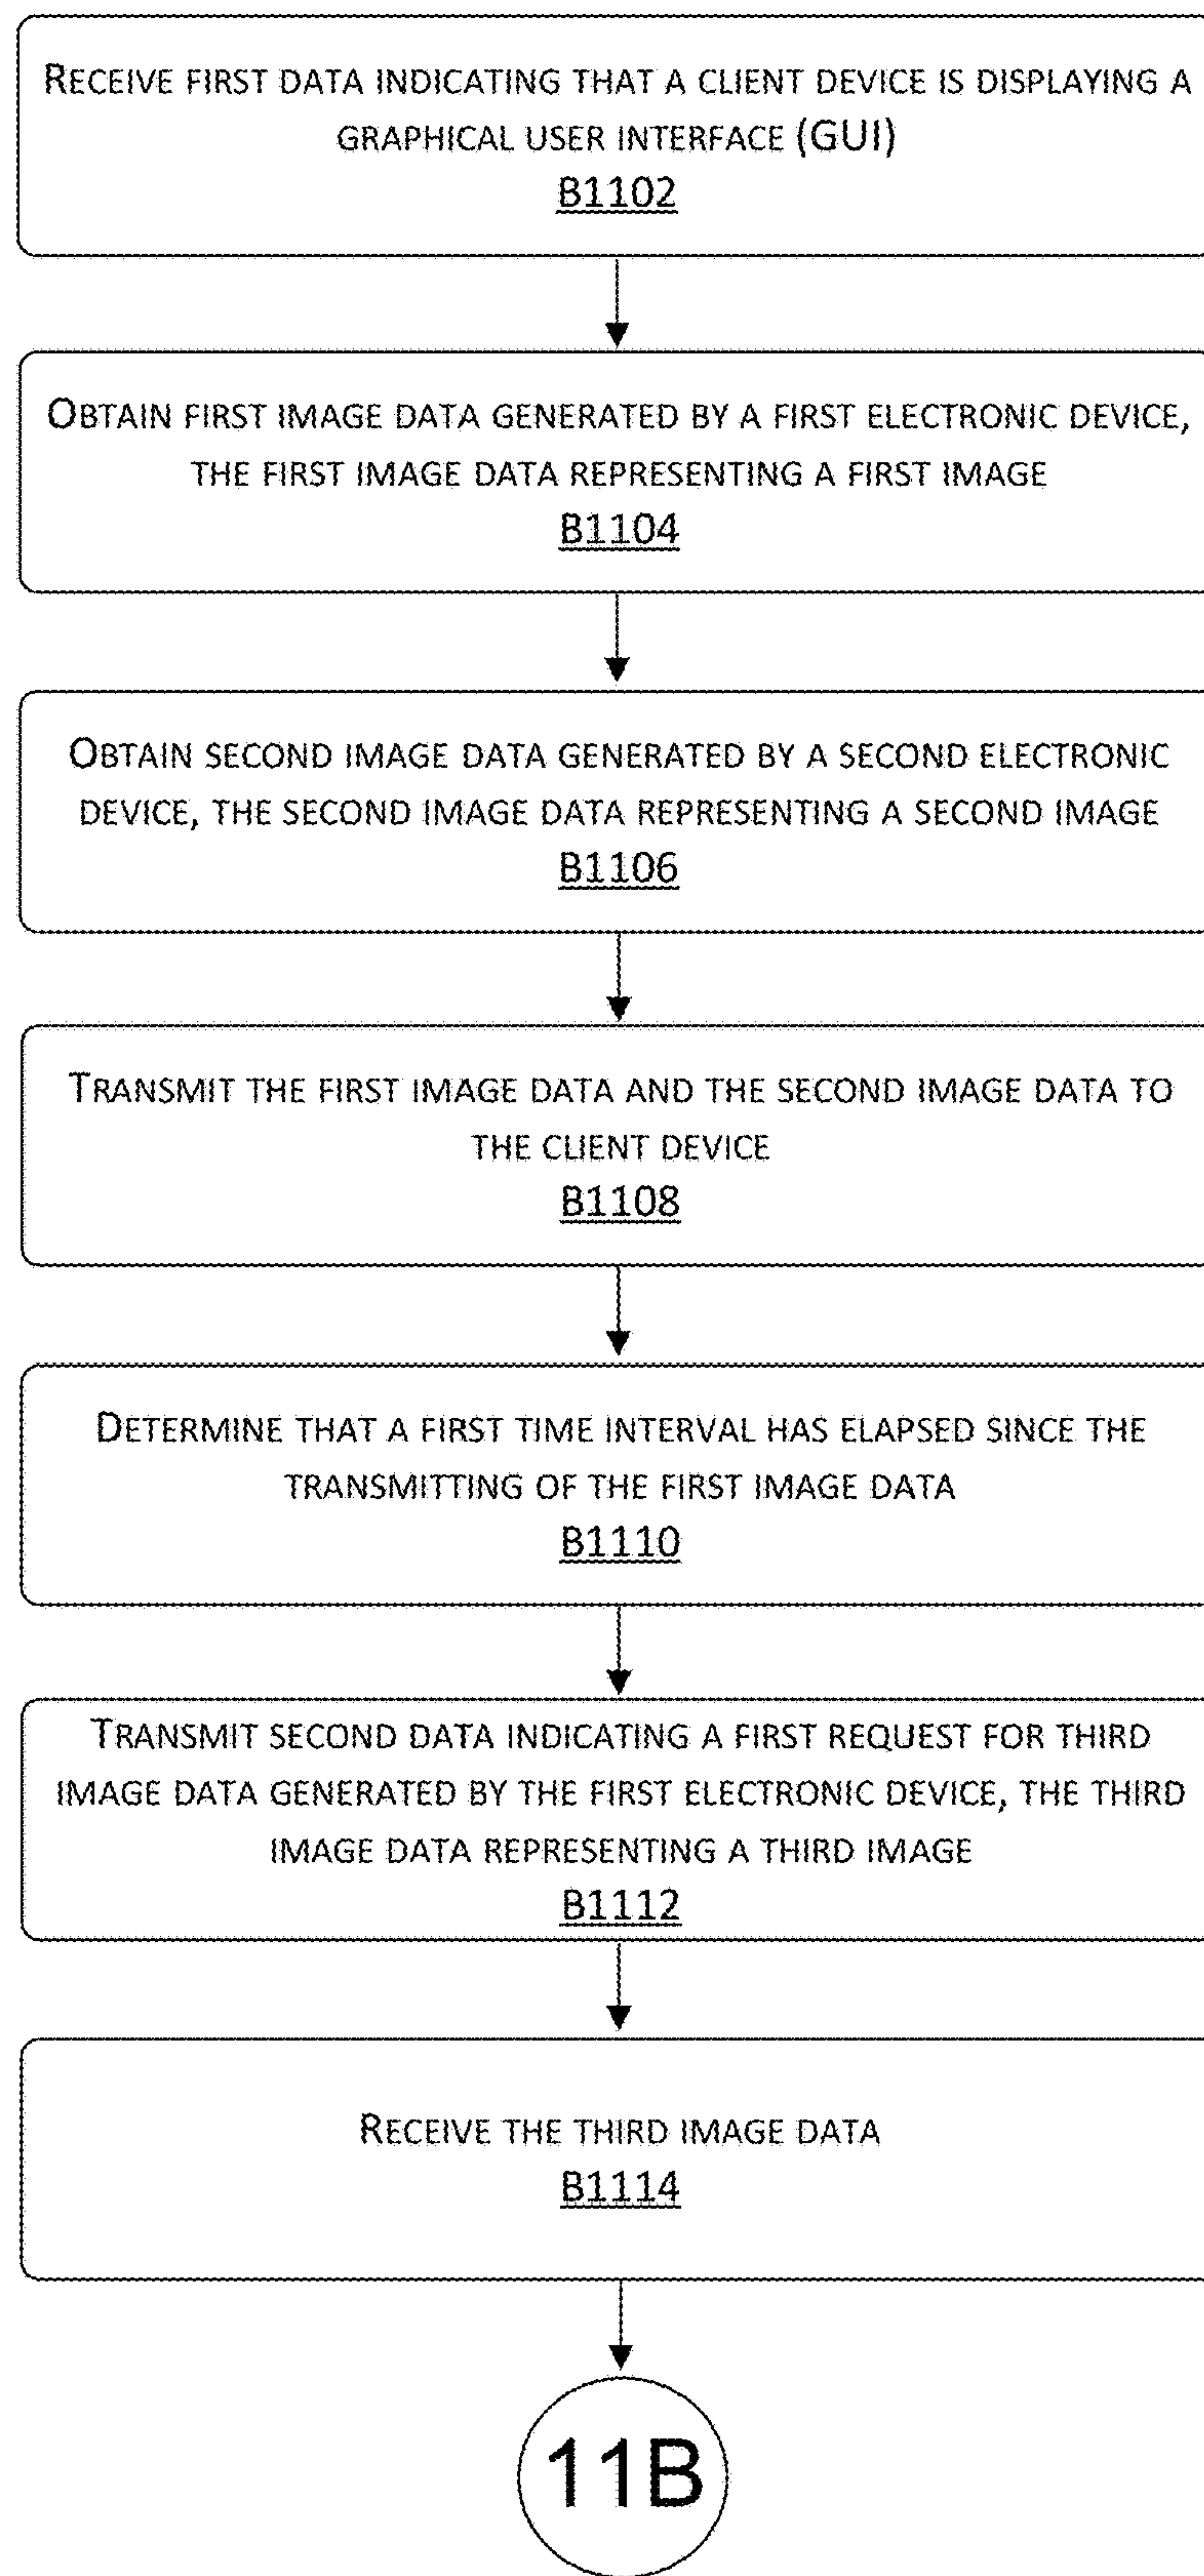 RECEIVE FIRST DATA INDICATING THAT A CLIENT DEVICE IS DISPLAYING A
GRAPHICAL USER INTERFACE (GUI)
B1102
OBTAIN FIRST IMAGE DATA GENERATED BY A FIRST ELECTRONIC DEVICE,
THE FIRST IMAGE DATA REPRESENTING A FIRST IMAGE
B1104
OBTAIN SECOND IMAGE DATA GENERATED BY A SECOND ELECTRONIC
DEVICE, THE SECOND IMAGE DATA REPRESENTING A SECOND IMAGE
B1106
TRANSMIT THE FIRST IMAGE DATA AND THE SECOND IMAGE DATA TO
THE CLIENT DEVICE
B1108
DETERMINE THAT A FIRST TIME INTERVAL HAS ELAPSED SINCE THE
TRANSMITTING OF THE FIRST IMAGE DATA
B1110
TRANSMIT SECOND DATA INDICATING A FIRST REQUEST FOR THIRD
IMAGE DATA GENERATED BY THE FIRST ELECTRONIC DEVICE, THE THIRD
IMAGE DATA REPRESENTING A THIRD IMAGE
B1112
RECEIVE THE THIRD IMAGE DATA
B1114
11B